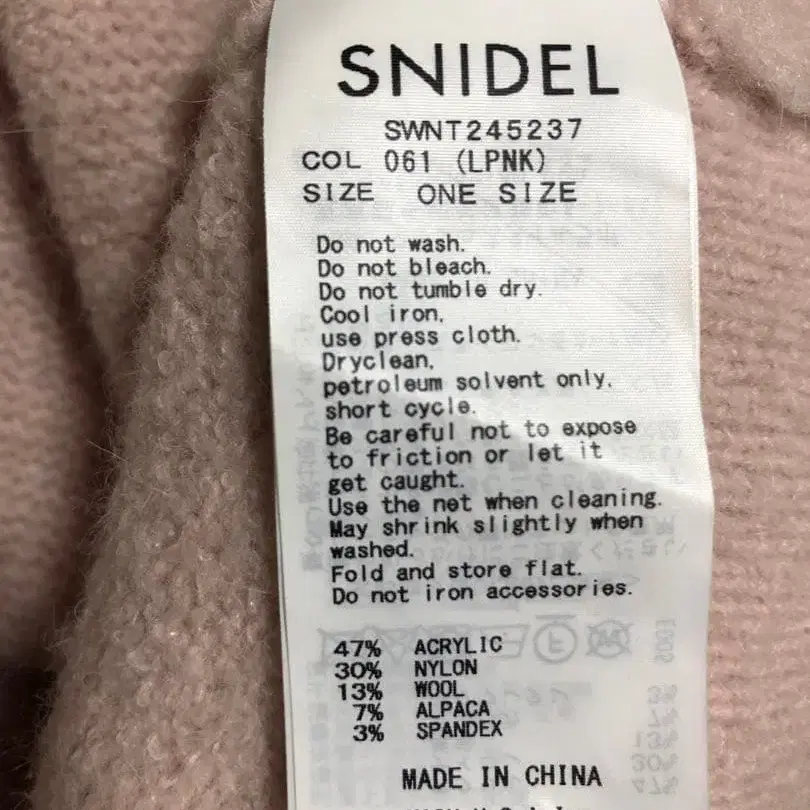 SNIDEL
SWNT245237
COL 061 (LPNK)
SIZE ONE SIZE
Do not wash.
Do not bleach.
Do not tumble dry.
Cool iron,
use press cloth.
Dryclean,
petroleum solvent only,
short cycle.
Be careful not to expose
to friction or let it
get caught.
Use the net when cleaning.
May shrink slightly when
washed.
Fold and store flat.
Do not iron accessories.
47% ACRYLIC
30% NYLON
13% WOOL
7% ALPACA
3% SPANDEX
MADE IN CHINA